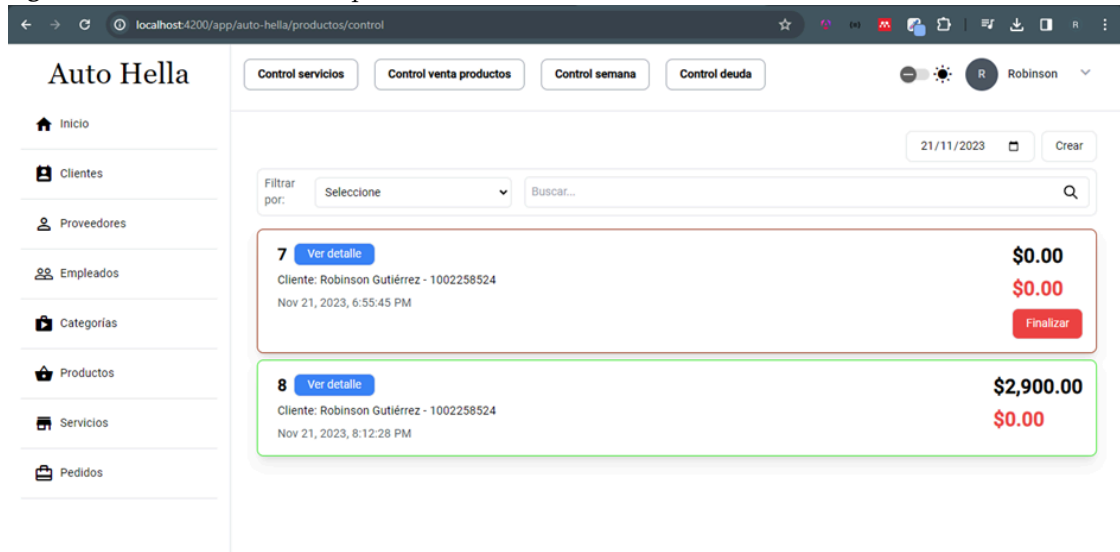 localhost:4200/app/auto-hella/productos/control
R
Auto Hella
Control servicios
Control venta productos
Control semana
Control deuda
R
Robinson
Inicio
Clientes
Proveedores
Empleados
Categorías
Productos
Servicios
Pedidos
21/11/2023
Crear
Filtrar
por:
Seleccione
Buscar...
7 Ver detalle
Cliente: Robinson Gutiérrez - 1002258524
Nov 21, 2023, 6:55:45 PM
$0.00
$0.00
Finalizar
8 Ver detalle
Cliente: Robinson Gutiérrez - 1002258524
Nov 21, 2023, 8:12:28 PM
$2,900.00
$0.00